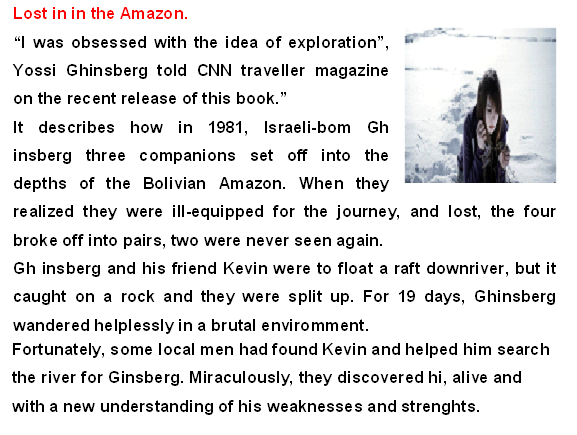 Lost in in the Amazon.
“I was obsessed with the idea of exploration”,
Yossi Ghinsberg told CNN traveller magazine
on the recent release of this book.”
It describes how in 1981, Israeli-bom Gh
insberg three companions set off into the
depths of the Bolivian Amazon. When they
realized they were ill-equipped for the journey, and lost, the four
broke off into pairs, two were never seen again.
Gh insberg and his friend Kevin were to float a raft downriver, but it
caught on a rock and they were split up. For 19 days, Ghinsberg
wandered helplessly in a brutal enviromment.
Fortunately, some local men had found Kevin and helped him search
the river for Ginsberg. Miraculously, they discovered hi, alive and
with a new understanding of his weaknesses and strenghts.